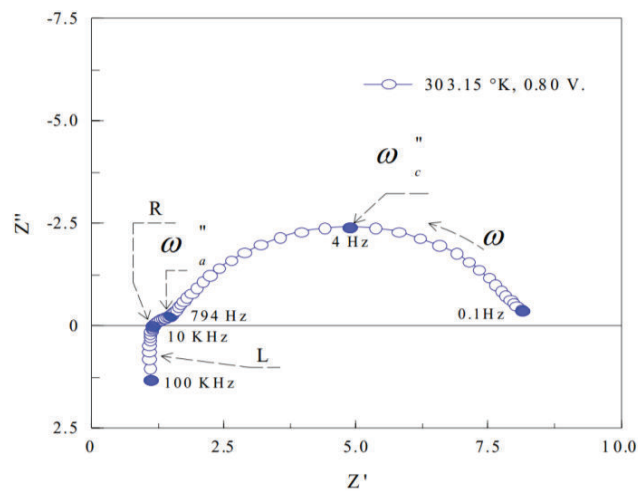 -7.5
-5.0
-2.5
0
2.5
Z"
303.15 °K, 0.80 V.
ω " c
R
ω " a
ω
4 Hz
794 Hz
0.1Hz
10 KHz
L
100 KHz
0 2.5 5.0 7.5 10.0
Z'